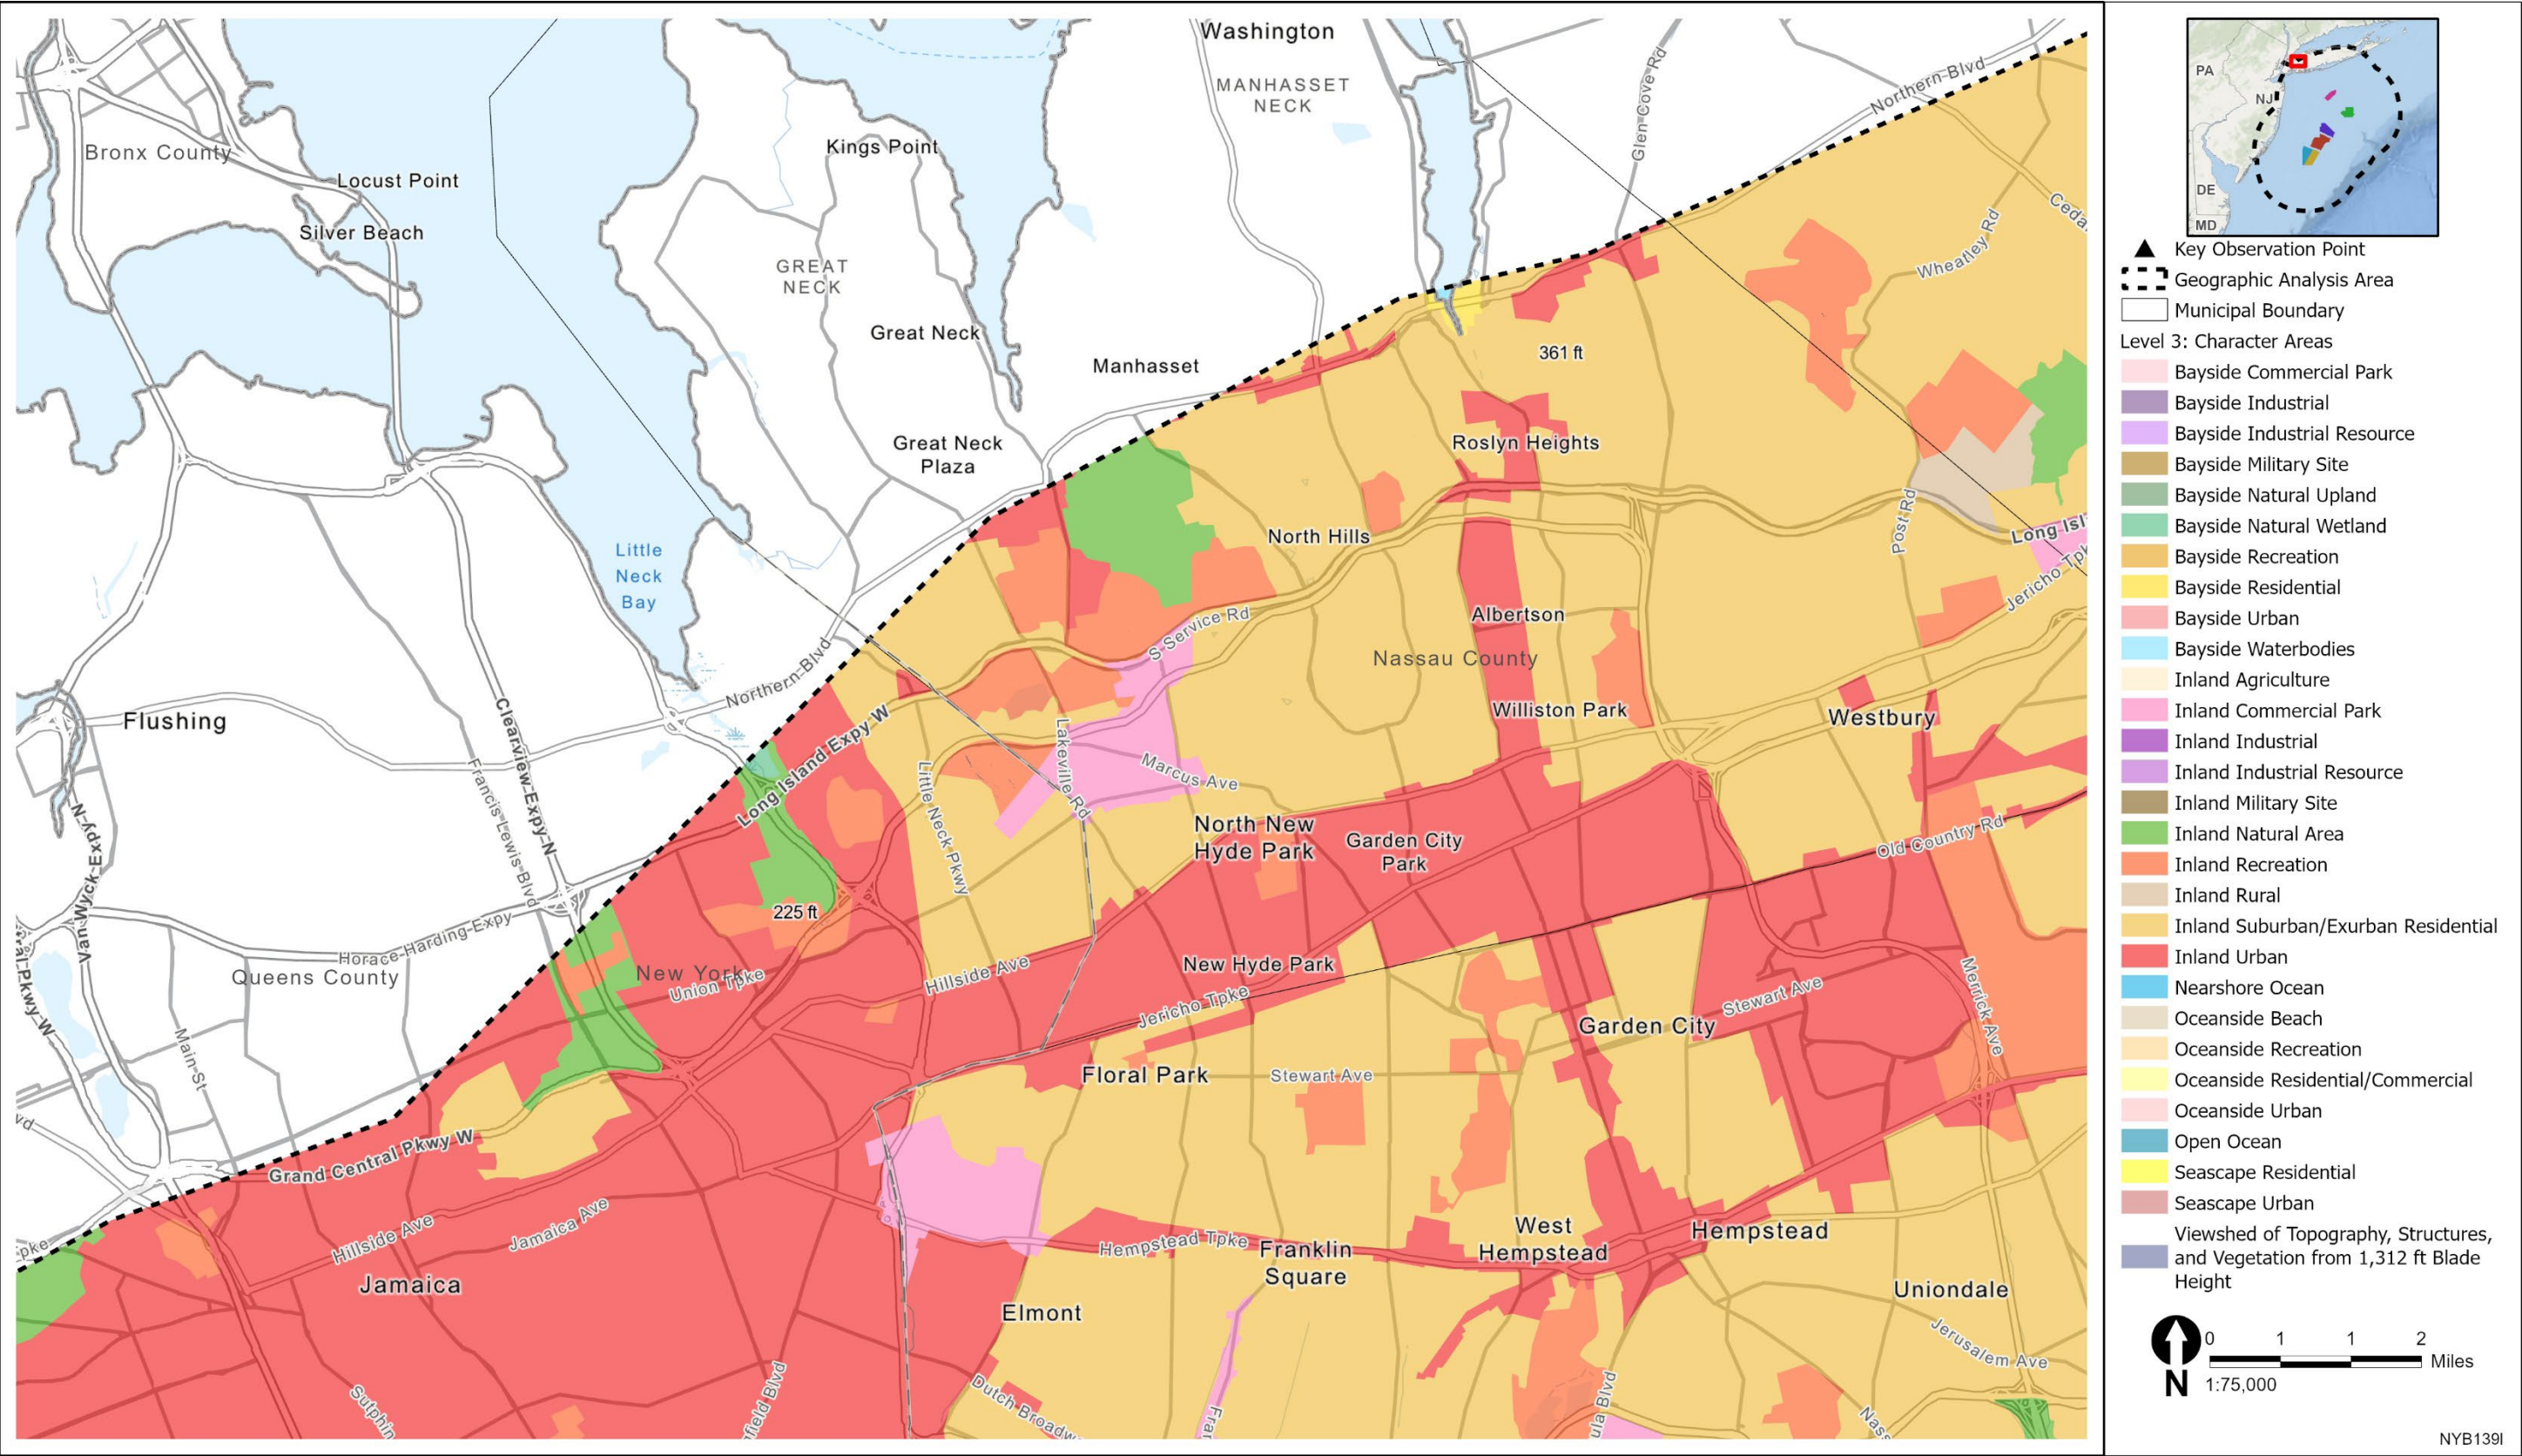 Washington
MANHASSET
NECK
Glen Cove Rd
Northern Blvd
Bronx County
Kings Point
Locust Point
Silver Beach
Wheatley Rd
GREAT
NECK
Great Neck
361 ft
Manhasset
Great Neck
Plaza
Roslyn Heights
Post Rd
North Hills
Little
Neck
Bay
Jericho Tpk
S Service Rd
Albertson
Nassau County
Northern Blvd
Flushing
Clearview Expy N
Long Island Expy W
Lakeville Rd
Williston Park
Westbury
Francis Lewis Blvd
Little Neck Pkwy
Marcus Ave
Van Wyck Expy N
North New
Hyde Park
Garden City
Park
Old Country Rd
225 ft
Horace Harding Expy
Queens County
New York
Union Tpke
Hillside Ave
New Hyde Park
Jericho Tpke
Stewart Ave
Merrick Ave
Garden City
Main St
Floral Park
Stewart Ave
Grand Central Pkwy W
Hillside Ave
Jamaica Ave
Hempstead Tpke
Franklin
Square
West
Hempstead
Hempstead
Jamaica
Elmont
Uniondale
Jerusalem Ave
Sutphin
Dutch Broadw
PA
NJ
DE
MD
Key Observation Point
Geographic Analysis Area
Municipal Boundary
Level 3: Character Areas
Bayside Commercial Park
Bayside Industrial
Bayside Industrial Resource
Bayside Military Site
Bayside Natural Upland
Bayside Natural Wetland
Bayside Recreation
Bayside Residential
Bayside Urban
Bayside Waterbodies
Inland Agriculture
Inland Commercial Park
Inland Industrial
Inland Industrial Resource
Inland Military Site
Inland Natural Area
Inland Recreation
Inland Rural
Inland Suburban/Exurban Residential
Inland Urban
Nearshore Ocean
Oceanside Beach
Oceanside Recreation
Oceanside Residential/Commercial
Oceanside Urban
Open Ocean
Seascape Residential
Seascape Urban
Viewshed of Topography, Structures,
and Vegetation from 1,312 ft Blade
Height
0 1 1 2
Miles
N
1:75,000
NYB139I